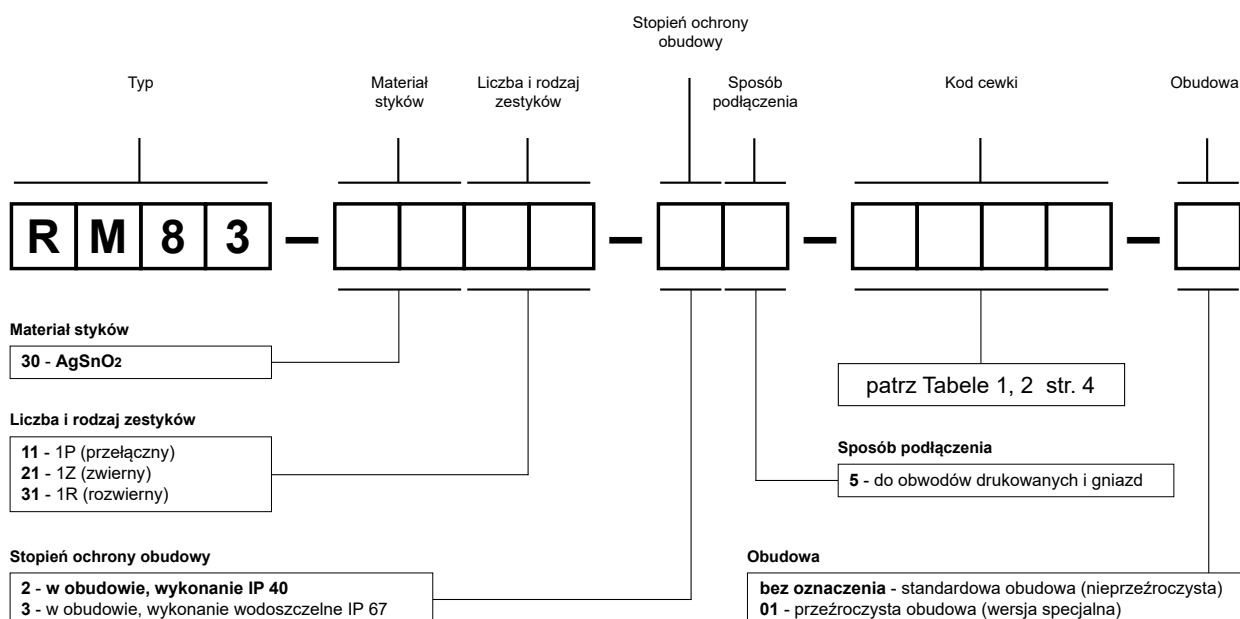 Stopień ochrony
obudowy
Typ
Materiał
styków
Liczba i rodzaj
zestyków
Sposób
podłączenia
Kod cewki
Obudowa
R M 8 3 – – – –
Materiał styków
30 - AgSnO2
Liczba i rodzaj zestyków
11 - 1P (przełączny)
21 - 1Z (zwierny)
31 - 1R (rozwierny)
patrz Tabele 1, 2 str. 4
Sposób podłączenia
5 - do obwodów drukowanych i gniazd
Stopień ochrony obudowy
2 - w obudowie, wykonanie IP 40
3 - w obudowie, wykonanie wodoszczelne IP 67
Obudowa
bez oznaczenia - standardowa obudowa (nieprzeźroczysta)
01 - przeźroczysta obudowa (wersja specjalna)